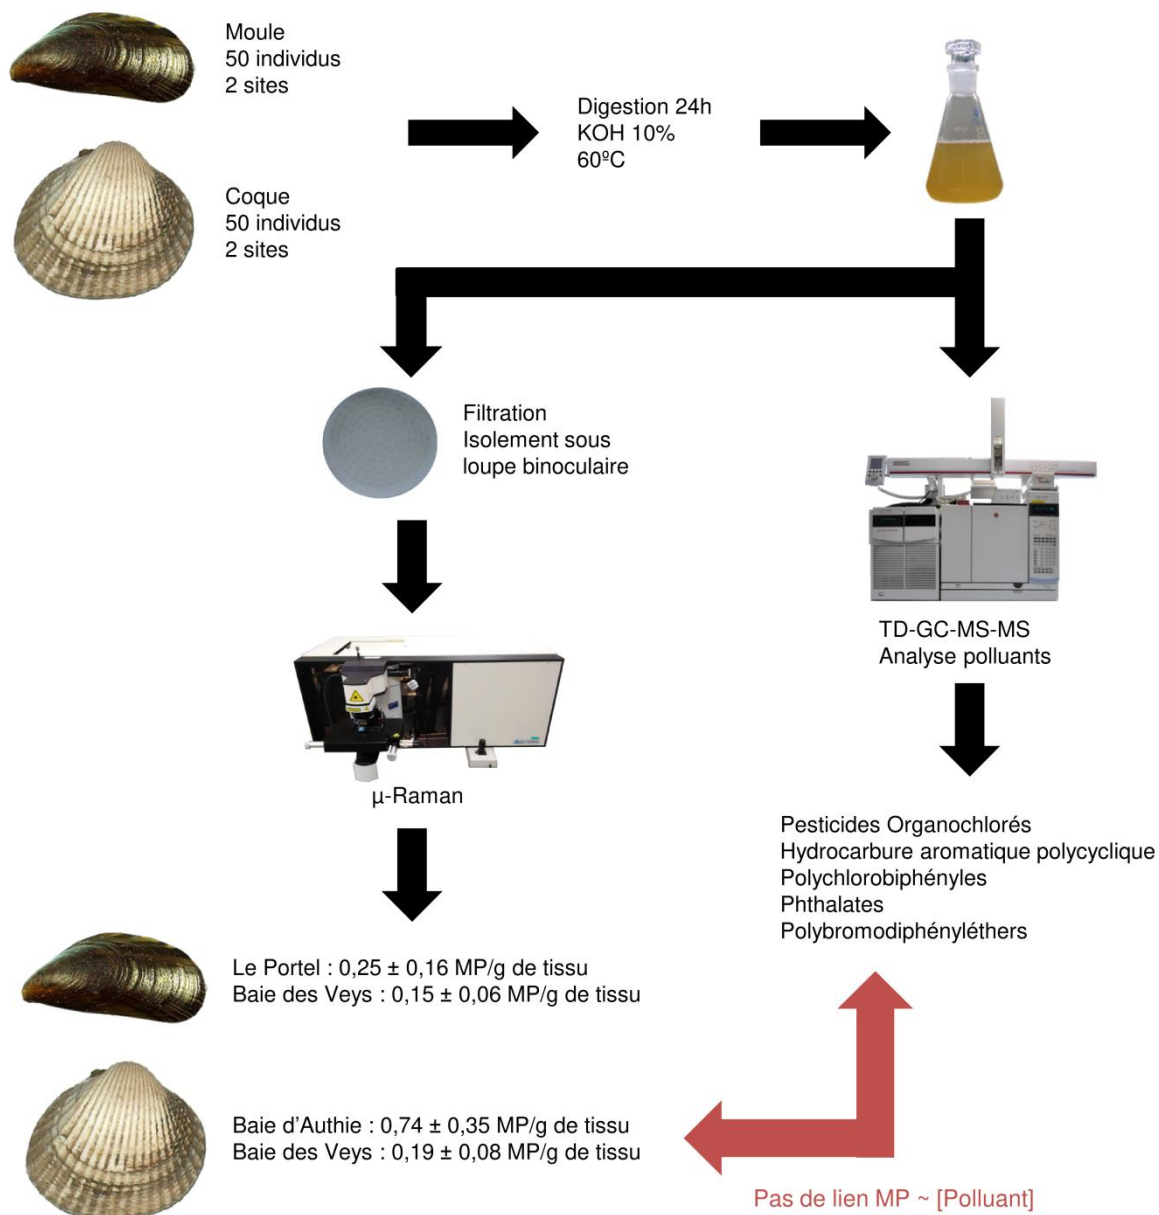 Moule
50 individus
2 sites
Digestion 24h
KOH 10%
60ºC
Coque
50 individus
2 sites
Filtration
Isolement sous
loupe binoculaire
TD-GC-MS-MS
Analyse polluants
µ-Raman
Pesticides Organochlorés
Hydrocarbure aromatique polycyclique
Polychlorobiphényles
Phthalates
Polybromodiphényléthers
Le Portel : 0,25 ± 0,16 MP/g de tissu
Baie des Veys : 0,15 ± 0,06 MP/g de tissu
Baie d'Authie : 0,74 ± 0,35 MP/g de tissu
Baie des Veys : 0,19 ± 0,08 MP/g de tissu
Pas de lien MP ~ [Polluant]